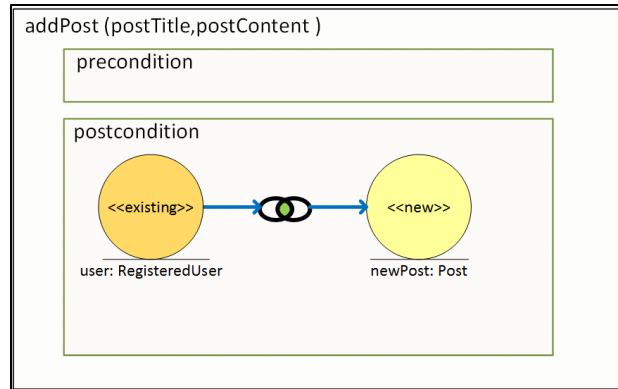 addPost (postTitle,postContent )
precondition
postcondition
<<existing>>
<<new>>
user: RegisteredUser
newPost: Post